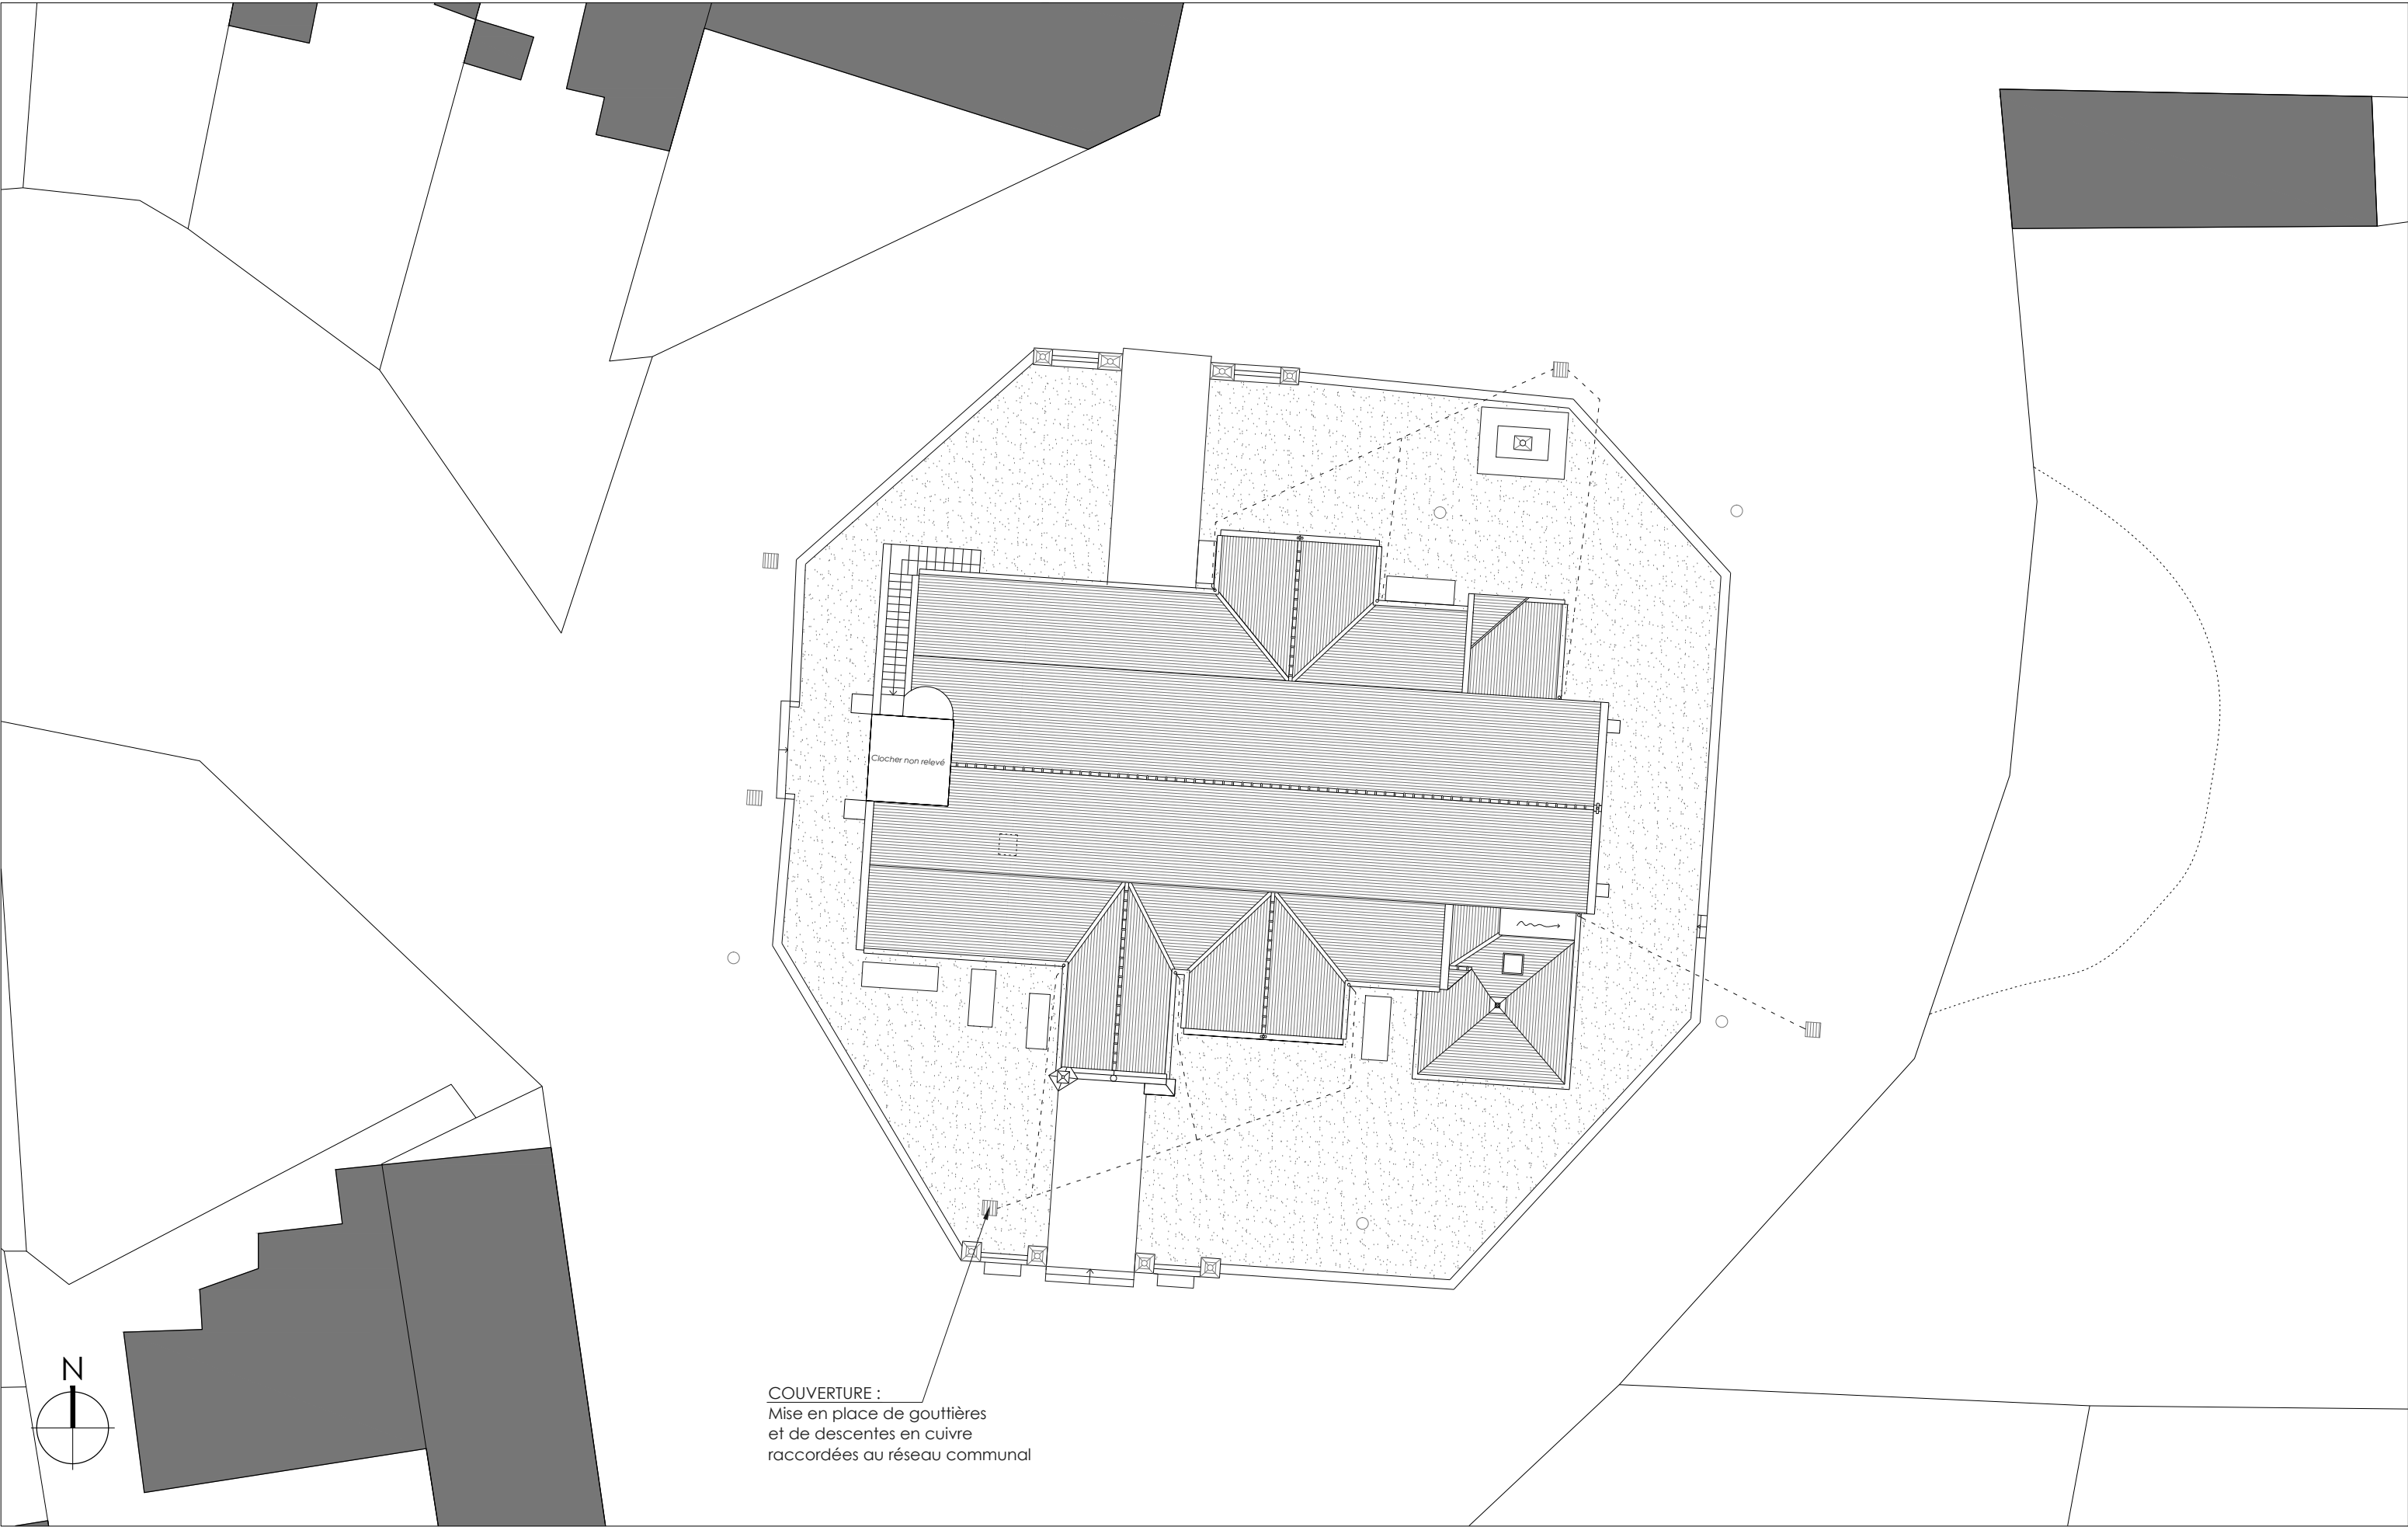 Clocher non relevé
N
COUVERTURE :
Mise en place de gouttières
et de descentes en cuivre
raccordées au réseau communal